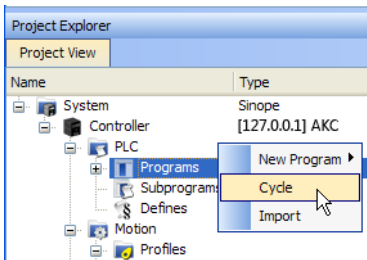 Project Explorer
Project View
Name Type
System Sinope
Controller [127.0.0.1] AKC
PLC
Programs New Program
Subprograms Cycle
Defines Import
Motion
Profiles